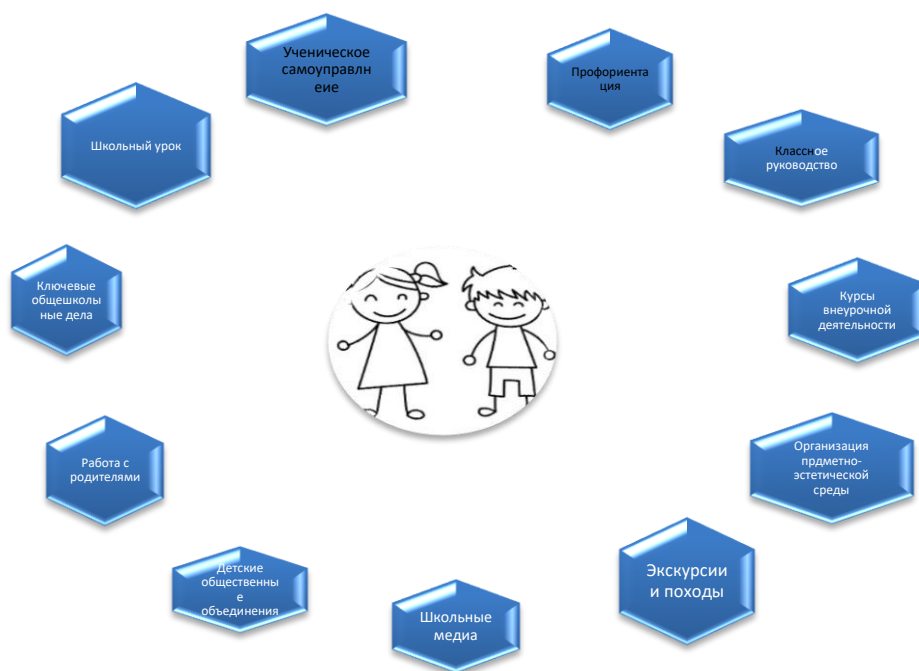 Ученическое
самоуправлн
еие
Профориента
ция
Школьный урок
Классное
руководство
Ключевые
общешколь
ные дела
Курсы
внеурочной
деятельности
Работа с
родителями
Организация
прдметно-
эстетической
среды
Экскурсии
и походы
Детские
общественны
е
объединения
Школьные
медиа